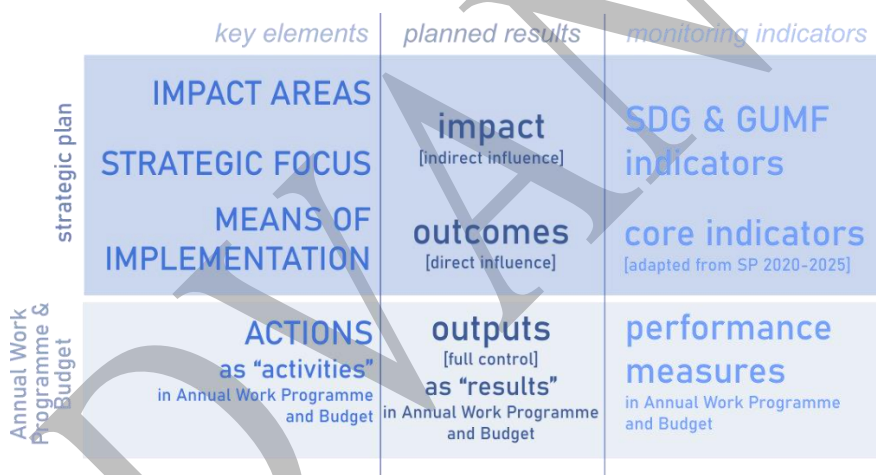 key elements
planned results
monitoring indicators
strategic plan
IMPACT AREAS
STRATEGIC FOCUS
MEANS OF
IMPLEMENTATION
impact
[indirect influence]
outcomes
[direct influence]
SDG & GUMF
indicators
core indicators
[adapted from SP 2020-2025]
Annual Work
Programme &
Budget
ACTIONS
as “activities”
in Annual Work Programme
and Budget
outputs
[full control]
as “results”
in Annual Work Programme
and Budget
performance
measures
in Annual Work Programme
and Budget
DVAN